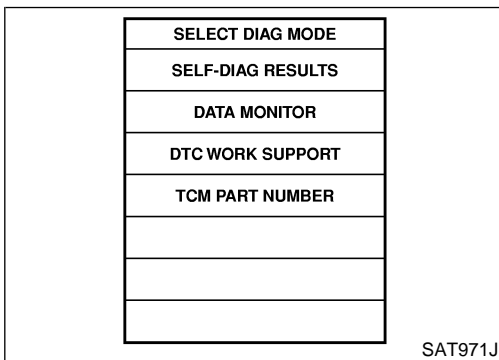 SELECT DIAG MODE
SELF-DIAG RESULTS
DATA MONITOR
DTC WORK SUPPORT
TCM PART NUMBER
SAT971J